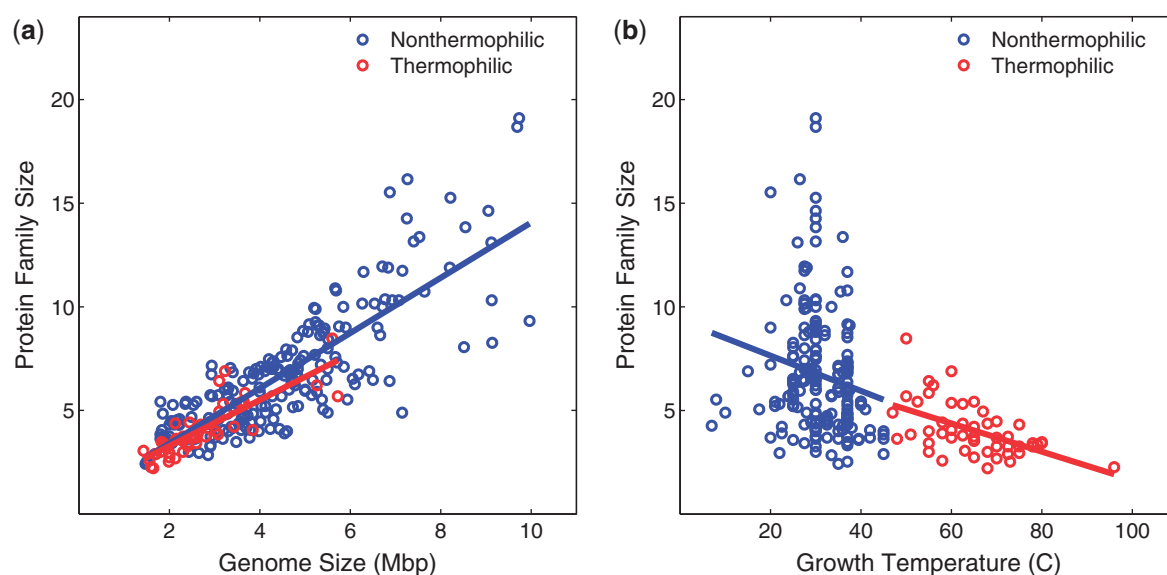 (a)
Nonthermophilic
Thermophilic
20
15
10
5
Protein Family Size
2 4 6 8 10
Genome Size (Mbp)
(b)
Nonthermophilic
Thermophilic
20
15
10
5
Protein Family Size
20 40 60 80 100
Growth Temperature (C)